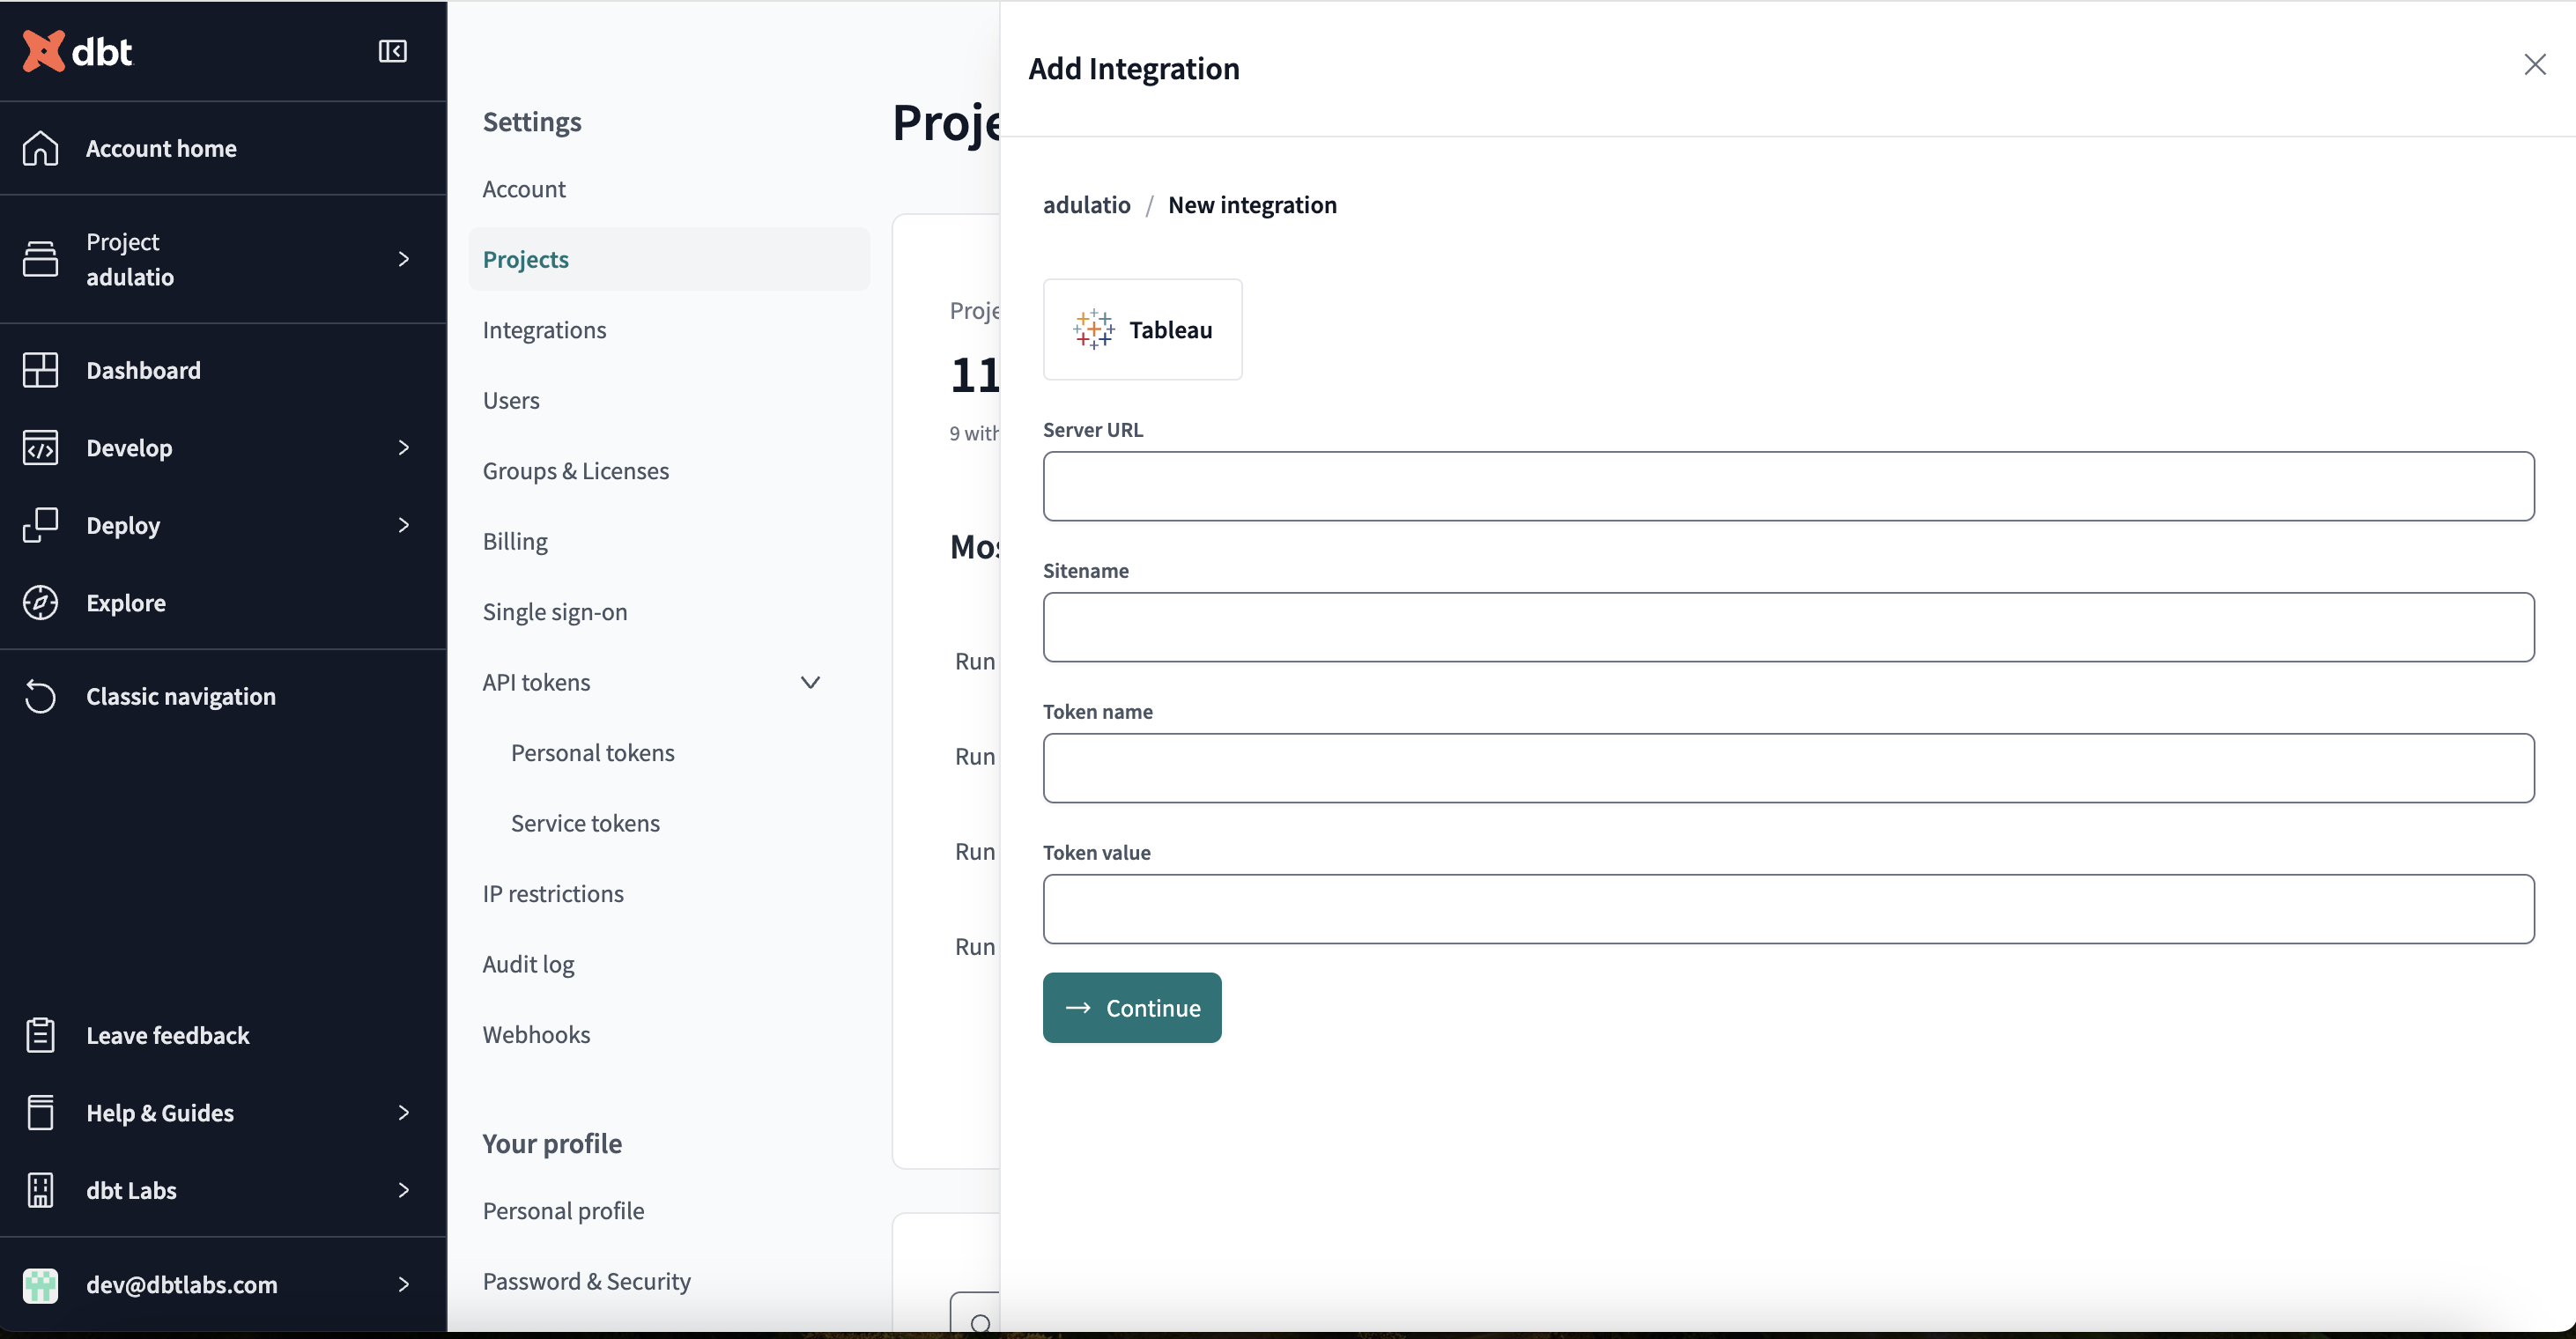 dbt
Account home
Project
adulatio
Dashboard
Develop
Deploy
Explore
Classic navigation
Leave feedback
Help & Guides
dbt Labs
dev@dbtlabs.com
Settings
Account
Projects
Integrations
Users
Groups & Licenses
Billing
Single sign-on
API tokens
Personal tokens
Service tokens
IP restrictions
Audit log
Webhooks
Your profile
Personal profile
Password & Security
Proje
Proje
11
9 with
Mos
Run
Run
Run
Run
Add Integration
adulatio / New integration
Tableau
Server URL
Sitename
Token name
Token value
Continue